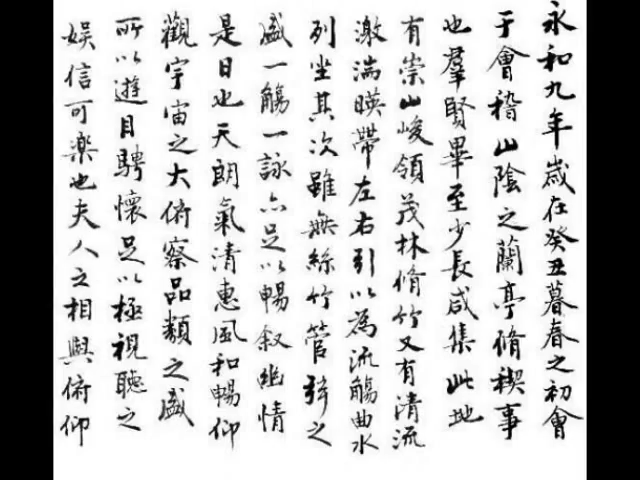 永和九年歲在癸丑暮春之初會
于會稽山陰之蘭亭脩稧事
也羣賢畢至少長咸集此地
有崇山峻領茂林脩竹又有清流
激湍暎帶左右引以為流觴曲水
列坐其次雖無絲竹管弦之
盛一觴一詠亦足以暢叙幽情
是日也天朗氣清惠風和暢仰
觀宇宙之大俯察品類之盛
所以遊目騁懷足以極視聽之
娛信可樂也夫人之相與俯仰